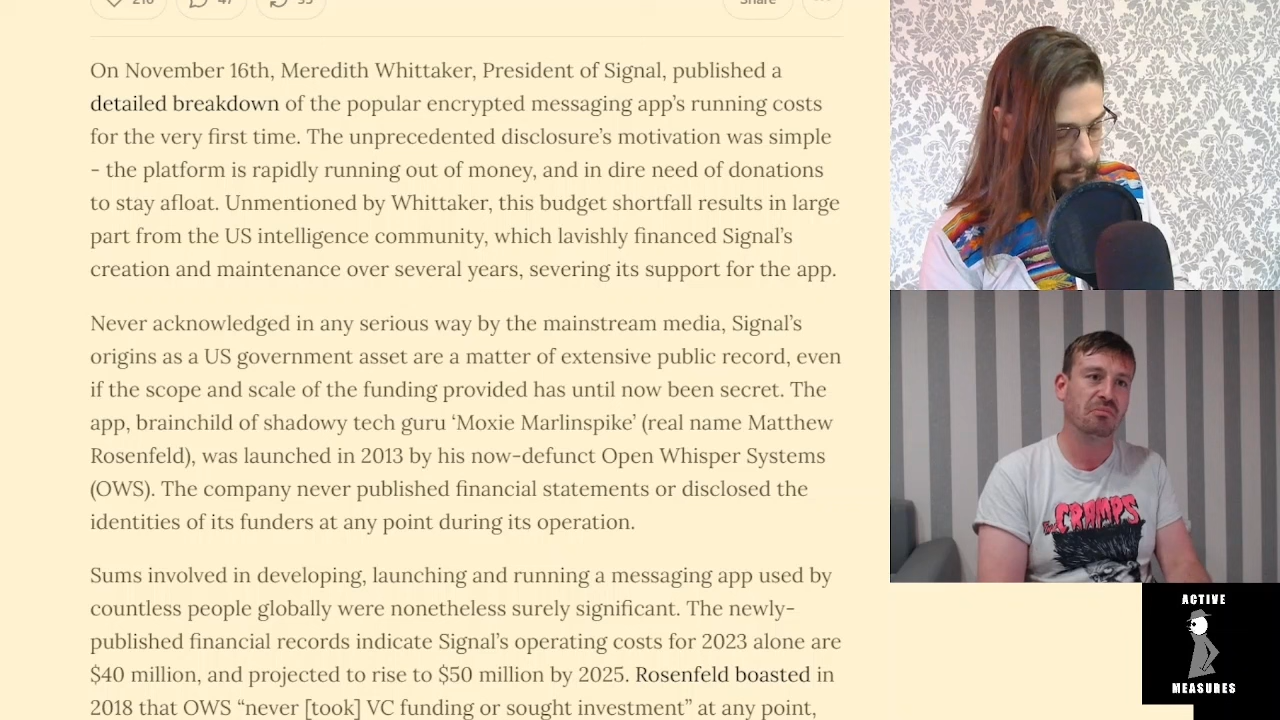 216 47 55 Share
On November 16th, Meredith Whittaker, President of Signal, published a
detailed breakdown of the popular encrypted messaging app’s running costs
for the very first time. The unprecedented disclosure’s motivation was simple
- the platform is rapidly running out of money, and in dire need of donations
to stay afloat. Unmentioned by Whittaker, this budget shortfall results in large
part from the US intelligence community, which lavishly financed Signal’s
creation and maintenance over several years, severing its support for the app.
Never acknowledged in any serious way by the mainstream media, Signal’s
origins as a US government asset are a matter of extensive public record, even
if the scope and scale of the funding provided has until now been secret. The
app, brainchild of shadowy tech guru ‘Moxie Marlinspike’ (real name Matthew
Rosenfeld), was launched in 2013 by his now-defunct Open Whisper Systems
(OWS). The company never published financial statements or disclosed the
identities of its funders at any point during its operation.
Sums involved in developing, launching and running a messaging app used by
countless people globally were nonetheless surely significant. The newly-
published financial records indicate Signal’s operating costs for 2023 alone are
$40 million, and projected to rise to $50 million by 2025. Rosenfeld boasted in
2018 that OWS “never [took] VC funding or sought investment” at any point,
The CRAMPS
ACTIVE
MEASURES